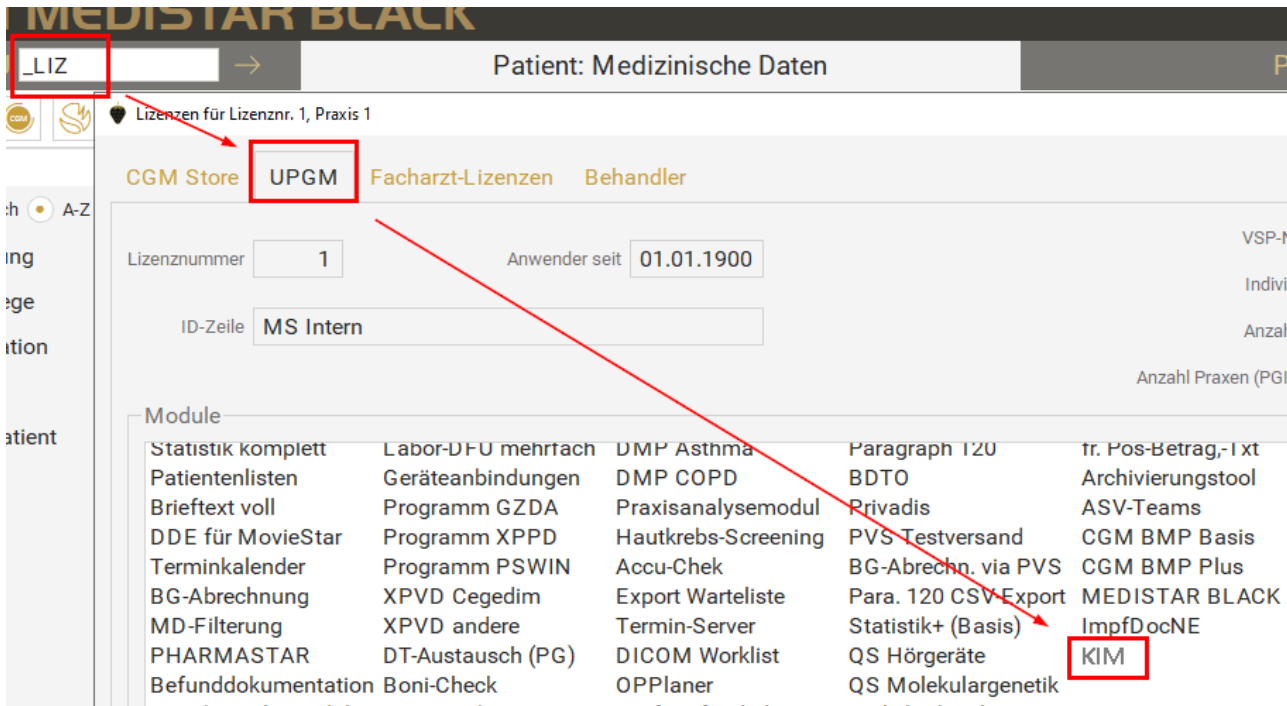 MEDISTAR BLACK
_LIZ → Patient: Medizinische Daten P
CGM
Lizenzen für Lizenznr. 1, Praxis 1
CGM Store UPGM Facharzt-Lizenzen Behandler
ch A-Z
VSP-N
ung Lizenznummer 1 Anwender seit 01.01.1900
Indivi
ege
ID-Zeile MS Intern Anzah
ation
Anzahl Praxen (PGI
Module
atient
Statistik komplett Labor-DFÜ mehrfach DMP Asthma Paragraph 120 fr. Pos-Betrag,-Txt
Patientenlisten Geräteanbindungen DMP COPD BDTO Archivierungstool
Brieftext voll Programm GZDA Praxisanalysemodul Privadis ASV-Teams
DDE für MovieStar Programm XPPD Hautkrebs-Screening PVS Testversand CGM BMP Basis
Terminkalender Programm PSWIN Accu-Chek BG-Abrechn. via PVS CGM BMP Plus
BG-Abrechnung XPVD Cegedim Export Warteliste Para. 120 CSV-Export MEDISTAR BLACK
MD-Filterung XPVD andere Termin-Server Statistik+ (Basis) ImpfDocNE
PHARMASTAR DT-Austausch (PG) DICOM Worklist QS Hörgeräte KIM
Befunddokumentation Boni-Check OPPlaner QS Molekulargenetik